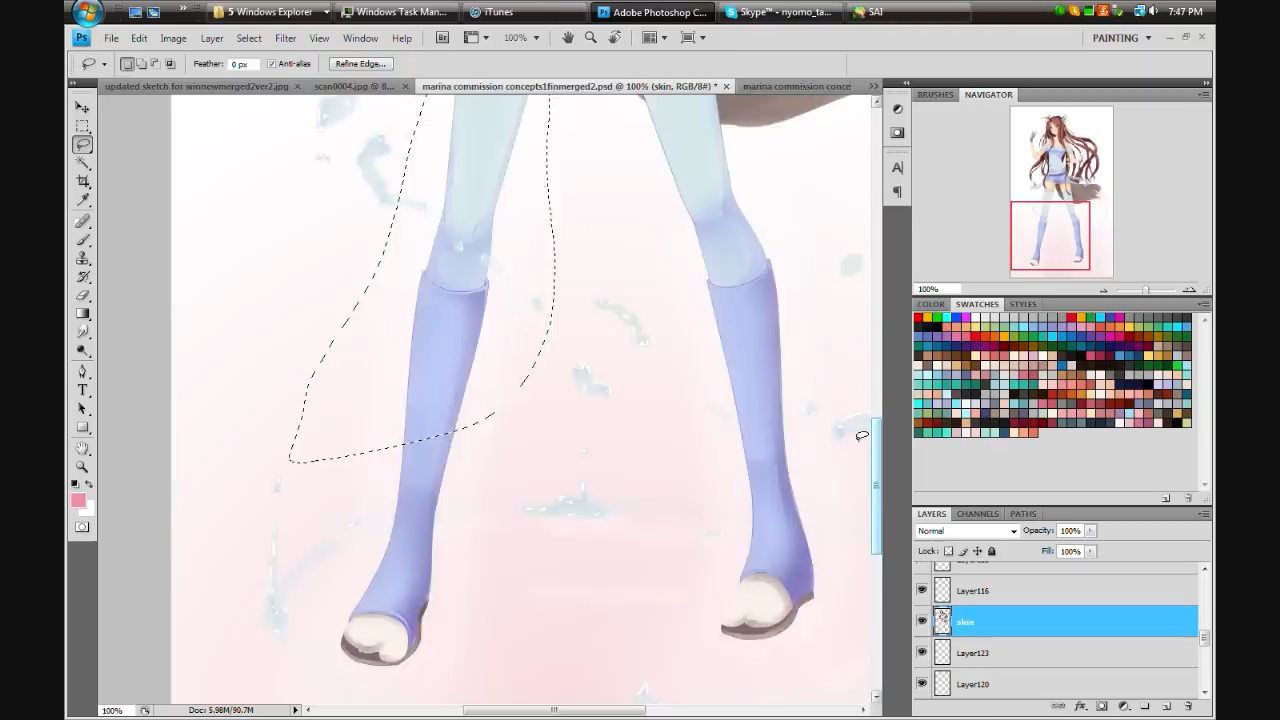 5 Windows Explorer
Windows Task Man...
iTunes
Adobe Photoshop C...
Skype™ - nyomo_ta...
SAI
7:47 PM
Ps File Edit Image Layer Select Filter View Window Help Br 100% PAINTING
Feather: 0 px Anti-alias Refine Edge...
updated sketch for winnewmerged2ver2.jpg × scan0004.jpg @ 8... × marina commission concepts1finmerged2.psd @ 100% (skin, RGB/8#) * × marina commission conce
BRUSHES NAVIGATOR
100%
COLOR SWATCHES STYLES
LAYERS CHANNELS PATHS
Normal Opacity: 100%
Lock: Fill: 100%
Layer116
skin
Layer123
Layer120
100% Doc: 5.98M/90.7M